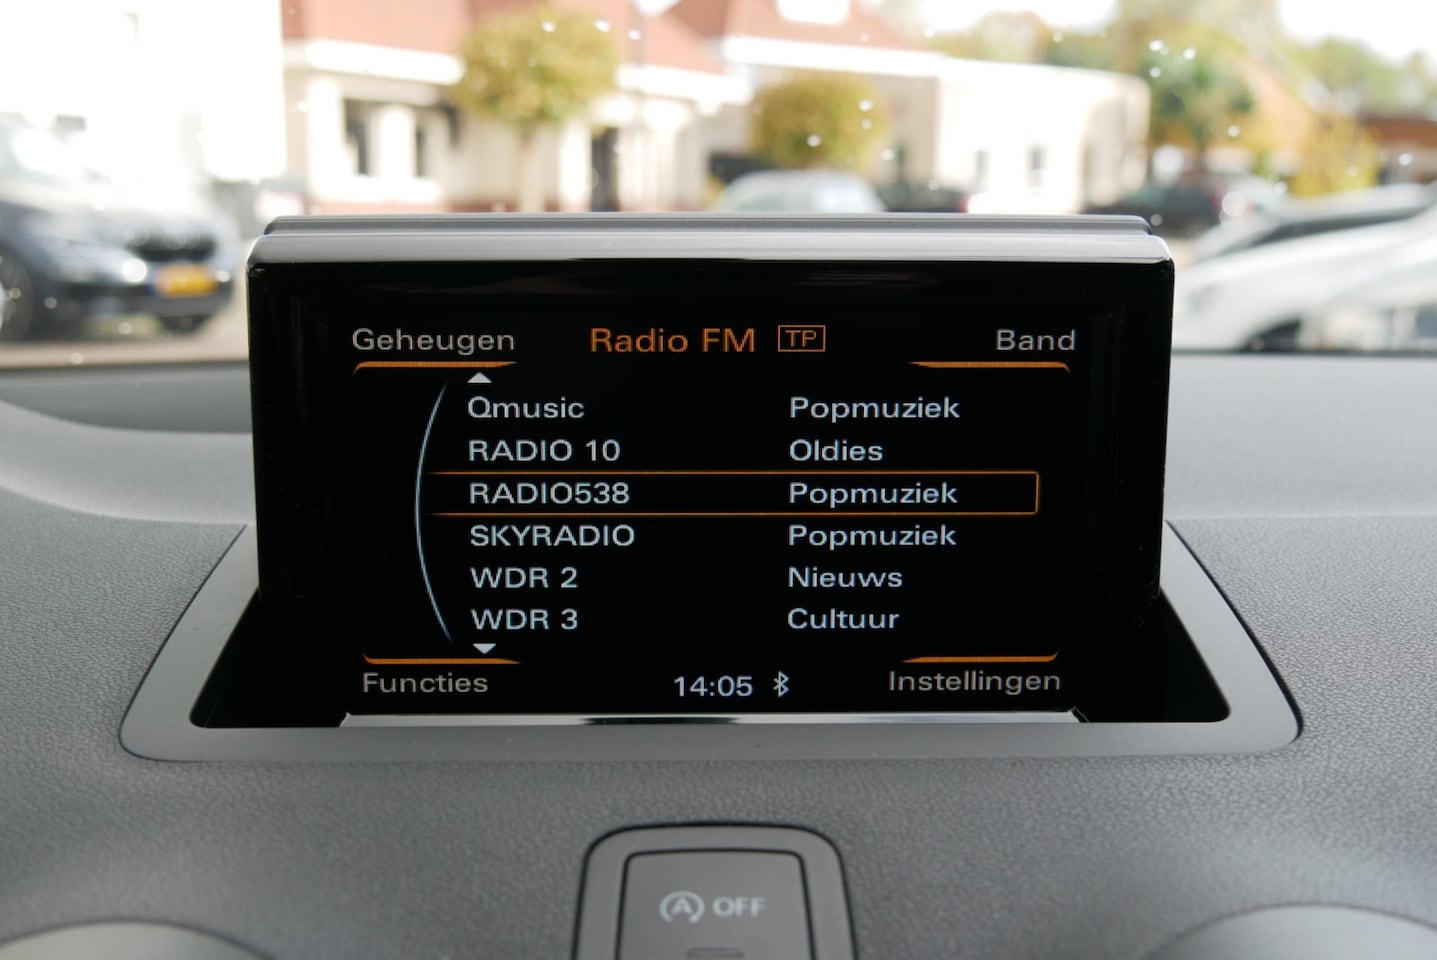 Geheugen Radio FM TP Band
Qmusic Popmuziek
RADIO 10 Oldies
RADIO538 Popmuziek
SKYRADIO Popmuziek
WDR 2 Nieuws
WDR 3 Cultuur
Functies 14:05 Instellingen
A OFF